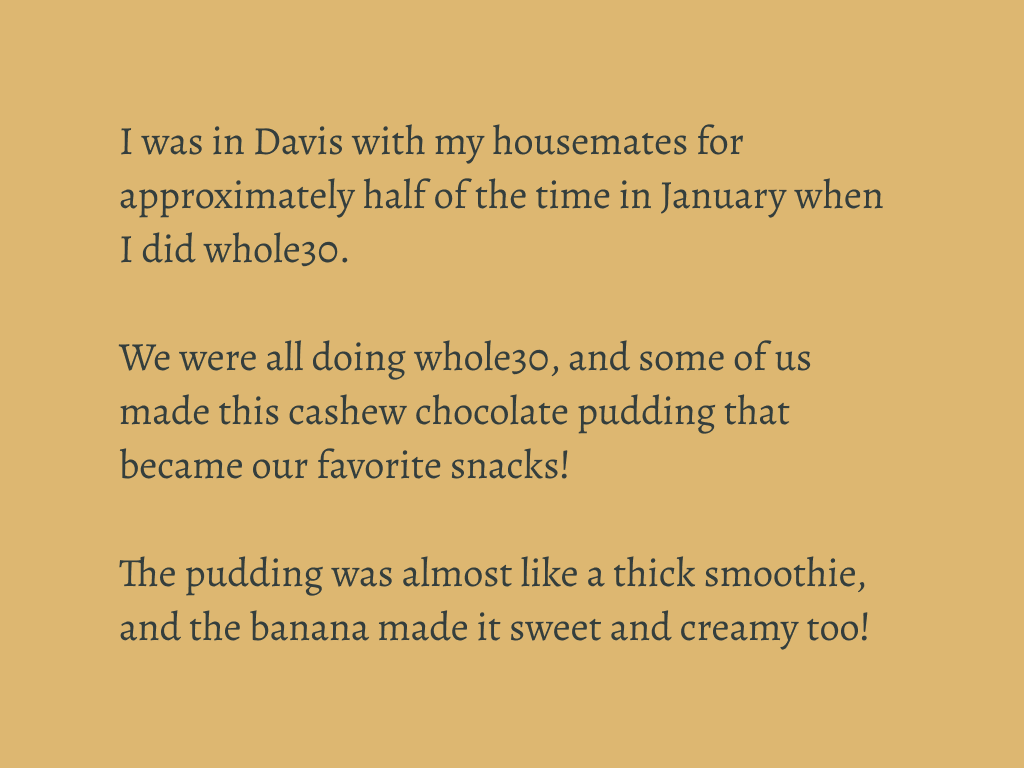 I was in Davis with my housemates for
approximately half of the time in January when
I did whole30.
We were all doing whole30, and some of us
made this cashew chocolate pudding that
became our favorite snacks!
The pudding was almost like a thick smoothie,
and the banana made it sweet and creamy too!